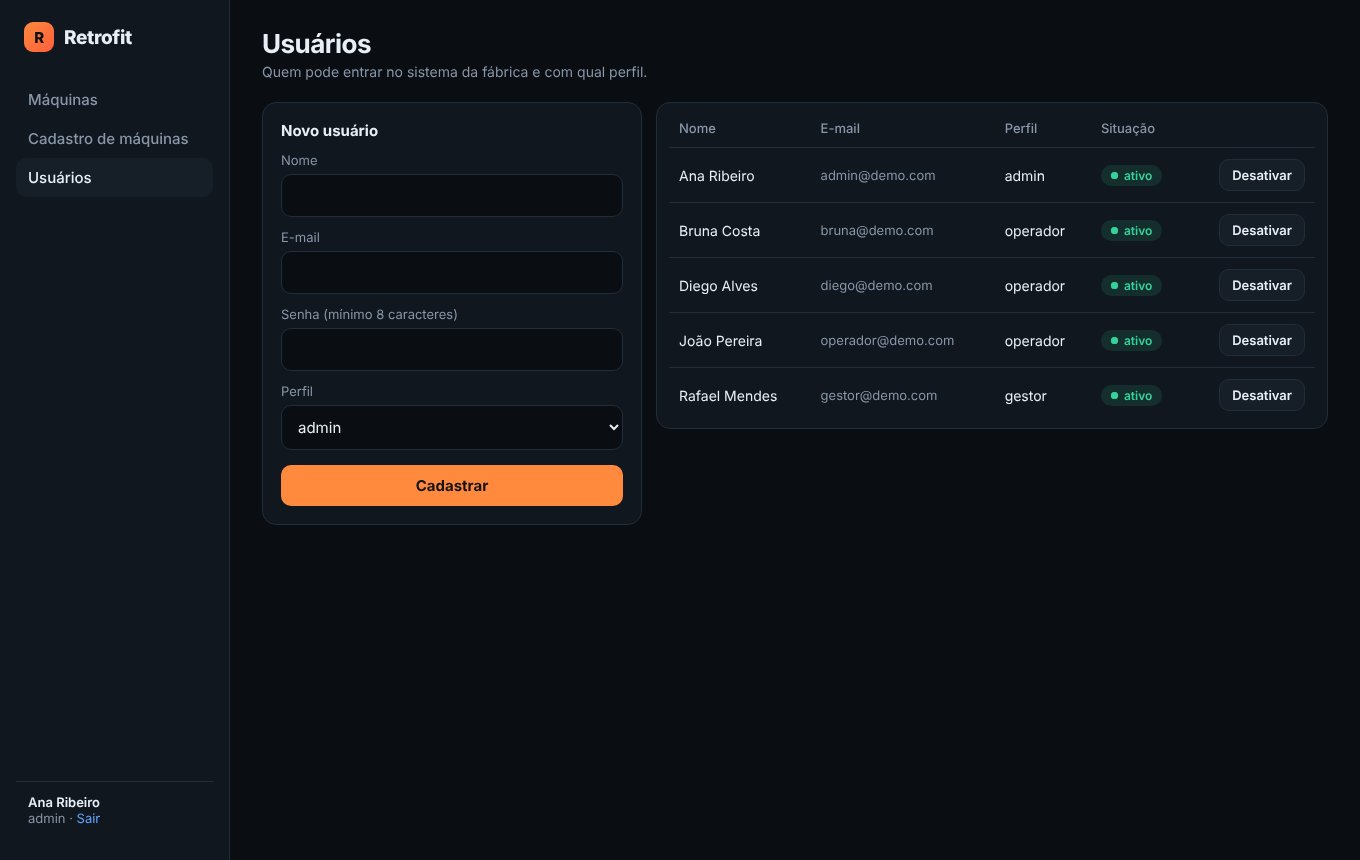 R Retrofit
Máquinas
Cadastro de máquinas
Usuários
Ana Ribeiro
admin · Sair
Usuários
Quem pode entrar no sistema da fábrica e com qual perfil.
Novo usuário
Nome
E-mail
Senha (mínimo 8 caracteres)
Perfil
admin
Cadastrar
Nome E-mail Perfil Situação
Ana Ribeiro admin@demo.com admin ativo Desativar
Bruna Costa bruna@demo.com operador ativo Desativar
Diego Alves diego@demo.com operador ativo Desativar
João Pereira operador@demo.com operador ativo Desativar
Rafael Mendes gestor@demo.com gestor ativo Desativar